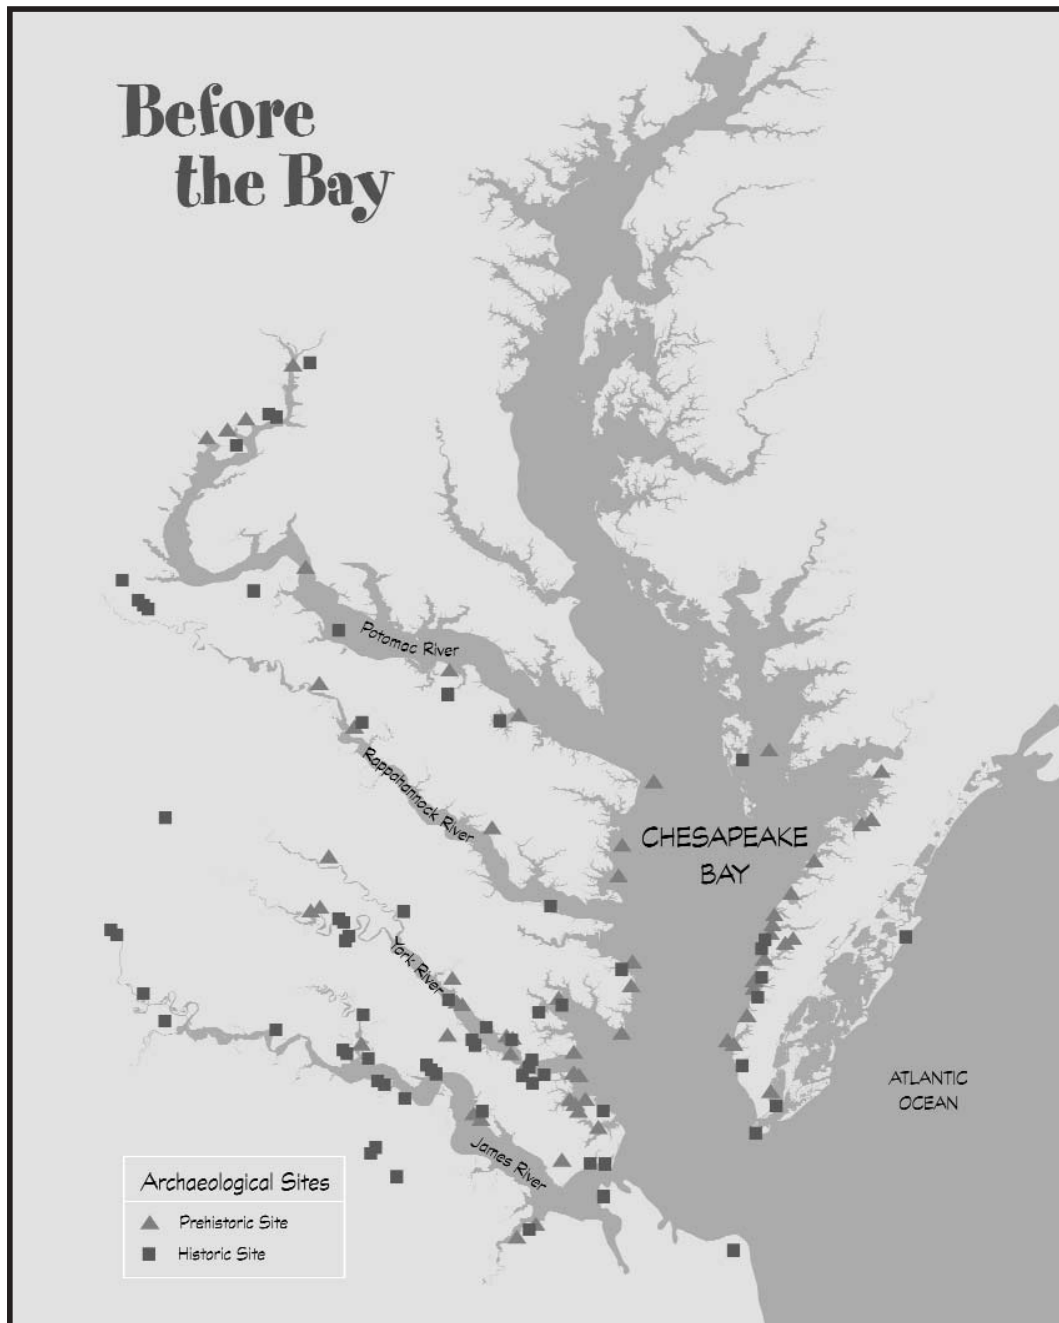 Before
the Bay
Potomac River
Rappahannock River
CHESAPEAKE
BAY
York River
ATLANTIC
OCEAN
James River
Archaeological Sites
Prehistoric Site
Historic Site